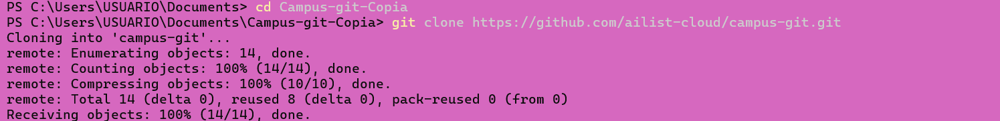 PS C:\Users\USUARIO\Documents> cd Campus-git-Copia
PS C:\Users\USUARIO\Documents\Campus-git-Copia> git clone https://github.com/ailist-cloud/campus-git.git
Cloning into 'campus-git'...
remote: Enumerating objects: 14, done.
remote: Counting objects: 100% (14/14), done.
remote: Compressing objects: 100% (10/10), done.
remote: Total 14 (delta 0), reused 8 (delta 0), pack-reused 0 (from 0)
Receiving objects: 100% (14/14), done.